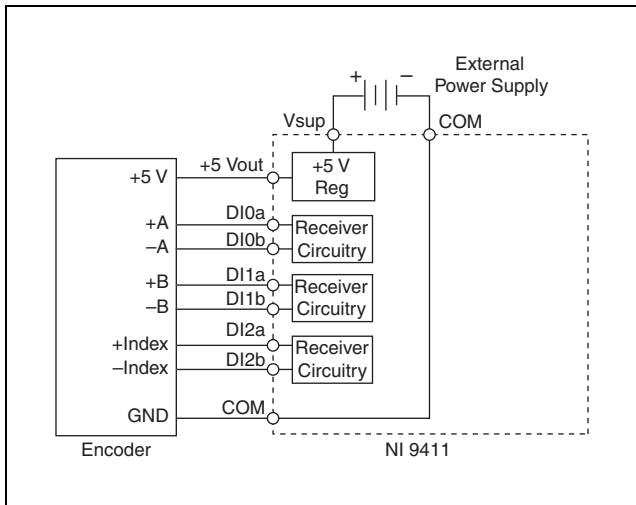 External
Power Supply
+ −
Vsup COM
+5 V +5 Vout +5 V
Reg
+A DI0a Receiver
−A DI0b Circuitry
+B DI1a Receiver
−B DI1b Circuitry
+Index DI2a Receiver
−Index DI2b Circuitry
GND COM
Encoder NI 9411